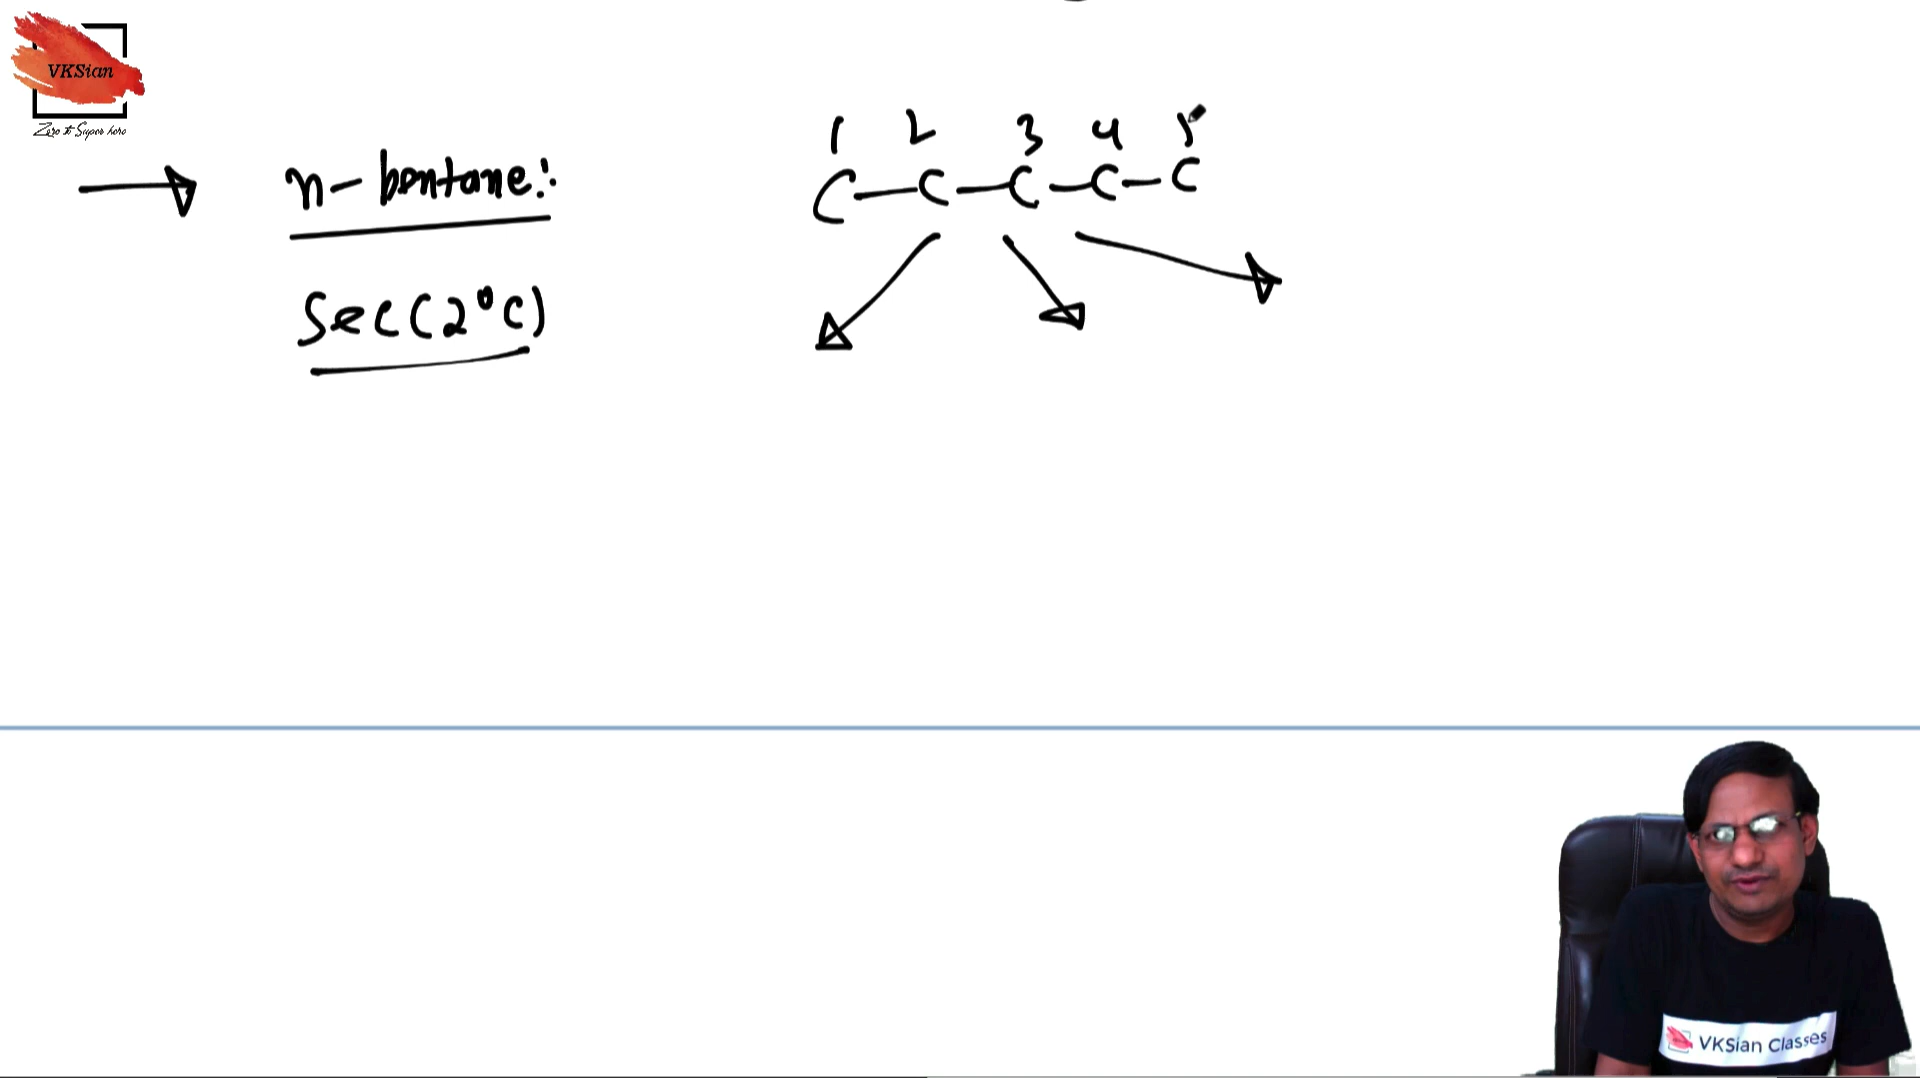 VKSian
Zero to Super hero
1 2 3 4 5
n- pentane:
C-C-C-C-C
Sec (2°C)
VKSian Classes